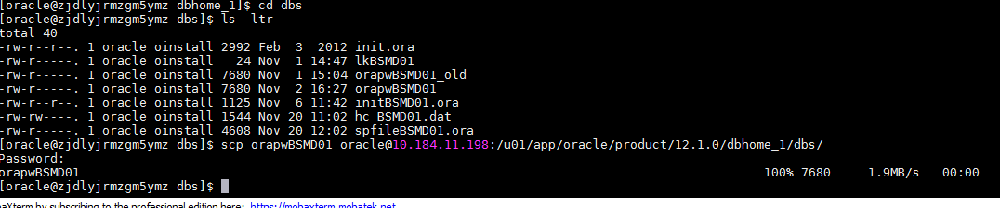 [oracle@zjdlyjrmzgm5ymz dbhome_1]$ cd dbs
[oracle@zjdlyjrmzgm5ymz dbs]$ ls -ltr
total 40
-rw-r--r--. 1 oracle oinstall 2992 Feb  3  2012 init.ora
-rw-r-----. 1 oracle oinstall   24 Nov  1 14:47 lkBSMD01
-rw-r-----. 1 oracle oinstall 7680 Nov  1 15:04 orapwBSMD01_old
-rw-r-----. 1 oracle oinstall 7680 Nov  2 16:27 orapwBSMD01
-rw-r--r--. 1 oracle oinstall 1125 Nov  6 11:42 initBSMD01.ora
-rw-rw----. 1 oracle oinstall 1544 Nov 20 11:02 hc_BSMD01.dat
-rw-r-----. 1 oracle oinstall 4608 Nov 20 12:02 spfileBSMD01.ora
[oracle@zjdlyjrmzgm5ymz dbs]$ scp orapwBSMD01 oracle@10.184.11.198:/u01/app/oracle/product/12.1.0/dbhome_1/dbs/
Password:
orapwBSMD01 100% 7680 1.9MB/s 00:00
[oracle@zjdlyjrmzgm5ymz dbs]$
by subscribing to the professional edition here: https://mobaxterm.mobatek.net